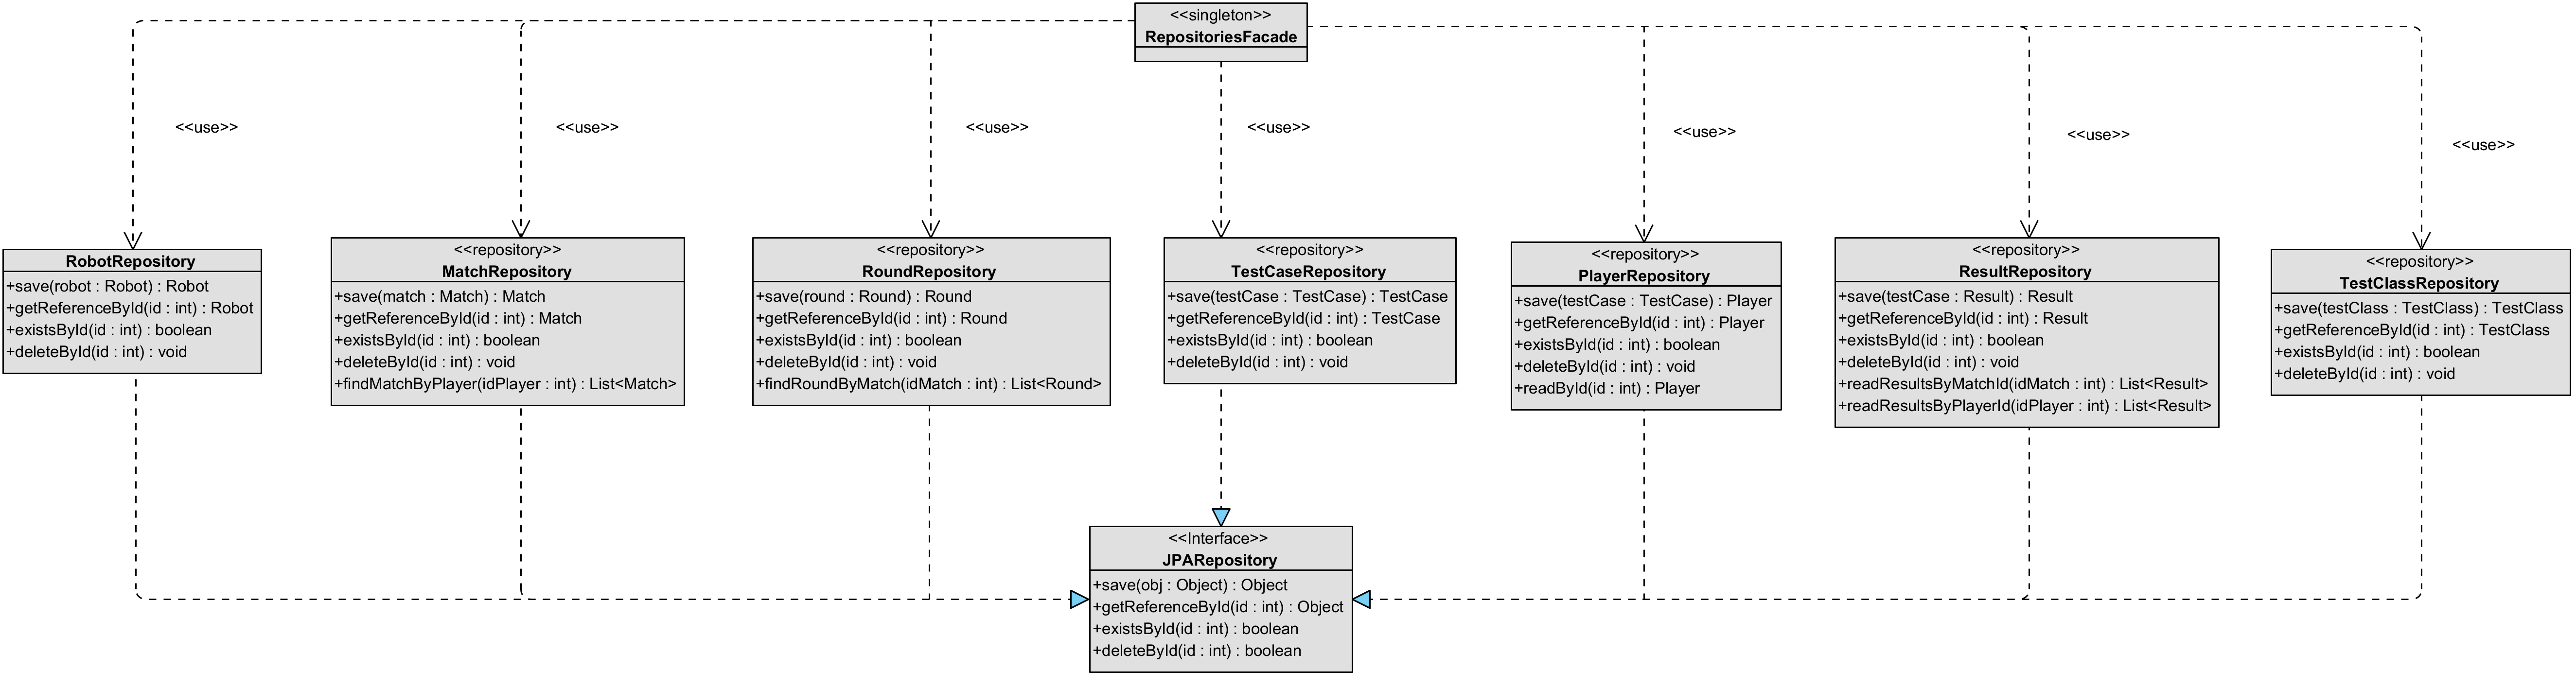 <<singleton>>
RepositoriesFacade
<<use>>
<<use>>
<<use>>
<<use>>
<<use>>
<<use>>
<<use>>
RobotRepository
+save(robot : Robot) : Robot
+getReferenceById(id : int) : Robot
+existsById(id : int) : boolean
+deleteById(id : int) : void
<<repository>>
MatchRepository
+save(match : Match) : Match
+getReferenceById(id : int) : Match
+existsById(id : int) : boolean
+deleteById(id : int) : void
+findMatchByPlayer(idPlayer : int) : List<Match>
<<repository>>
RoundRepository
+save(round : Round) : Round
+getReferenceById(id : int) : Round
+existsById(id : int) : boolean
+deleteById(id : int) : void
+findRoundByMatch(idMatch : int) : List<Round>
<<repository>>
TestCaseRepository
+save(testCase : TestCase) : TestCase
+getReferenceById(id : int) : TestCase
+existsById(id : int) : boolean
+deleteById(id : int) : void
<<repository>>
PlayerRepository
+save(testCase : TestCase) : Player
+getReferenceById(id : int) : Player
+existsById(id : int) : boolean
+deleteById(id : int) : void
+readById(id : int) : Player
<<repository>>
ResultRepository
+save(testCase : Result) : Result
+getReferenceById(id : int) : Result
+existsById(id : int) : boolean
+deleteById(id : int) : void
+readResultsByMatchId(idMatch : int) : List<Result>
+readResultsByPlayerId(idPlayer : int) : List<Result>
<<repository>>
TestClassRepository
+save(testClass : TestClass) : TestClass
+getReferenceById(id : int) : TestClass
+existsById(id : int) : boolean
+deleteById(id : int) : void
<<Interface>>
JPARepository
+save(obj : Object) : Object
+getReferenceById(id : int) : Object
+existsById(id : int) : boolean
+deleteById(id : int) : boolean